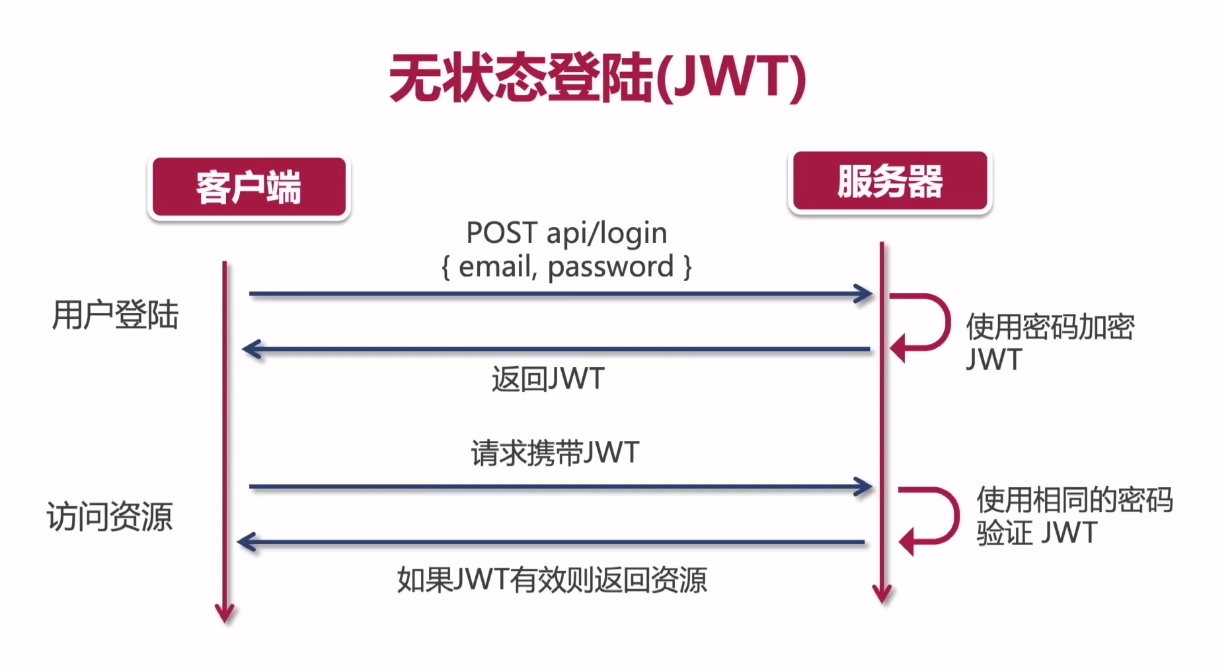 无状态登陆(JWT)
客户端
服务器
POST api/login
{ email, password }
用户登陆
使用密码加密
JWT
返回JWT
请求携带JWT
访问资源
使用相同的密码
验证 JWT
如果JWT有效则返回资源